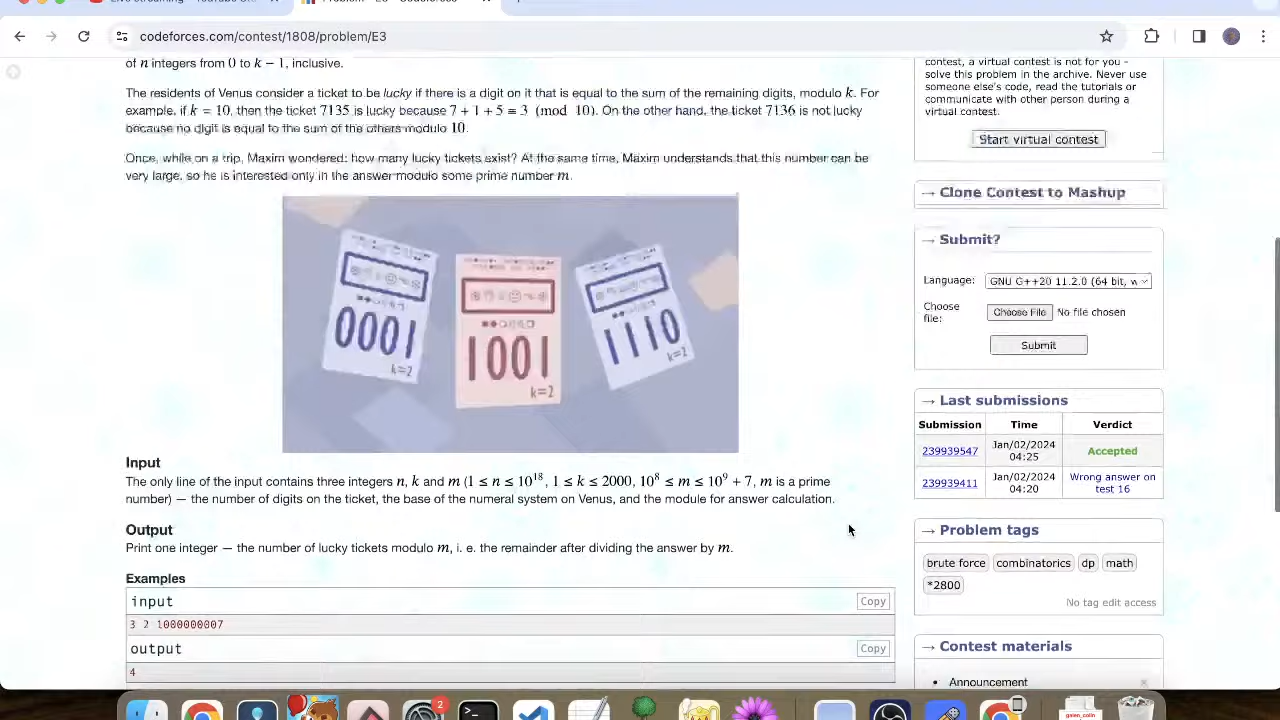 codeforces.com/contest/1808/problem/E3
of n integers from 0 to k − 1, inclusive.
The residents of Venus consider a ticket to be lucky if there is a digit on it that is equal to the sum of the remaining digits, modulo k. For
example, if k = 10, then the ticket 7135 is lucky because 7 + 1 + 5 ≡ 3 (mod 10). On the other hand, the ticket 7136 is not lucky
because no digit is equal to the sum of the others modulo 10.
Once, while on a trip, Maxim wondered: how many lucky tickets exist? At the same time, Maxim understands that this number can be
very large, so he is interested only in the answer modulo some prime number m.
0001
k=2
1001
k=2
1110
k=2
Input
The only line of the input contains three integers n, k and m (1 ≤ n ≤ 10^18, 1 ≤ k ≤ 2000, 10^8 ≤ m ≤ 10^9 + 7, m is a prime
number) — the number of digits on the ticket, the base of the numeral system on Venus, and the module for answer calculation.
Output
Print one integer — the number of lucky tickets modulo m, i. e. the remainder after dividing the answer by m.
Examples
input
Copy
3 2 1000000007
output
Copy
4
contest, a virtual contest is not for you -
solve this problem in the archive. Never use
someone else's code, read the tutorials or
communicate with other person during a
virtual contest.
Start virtual contest
→ Clone Contest to Mashup
→ Submit?
Language: GNU G++20 11.2.0 (64 bit, w
Choose
file: Choose File No file chosen
Submit
→ Last submissions
Submission Time Verdict
239939547 Jan/02/2024
04:25 Accepted
239939411 Jan/02/2024
04:20 Wrong answer on
test 16
→ Problem tags
brute force combinatorics dp math
*2800
No tag edit access
→ Contest materials
Announcement
2